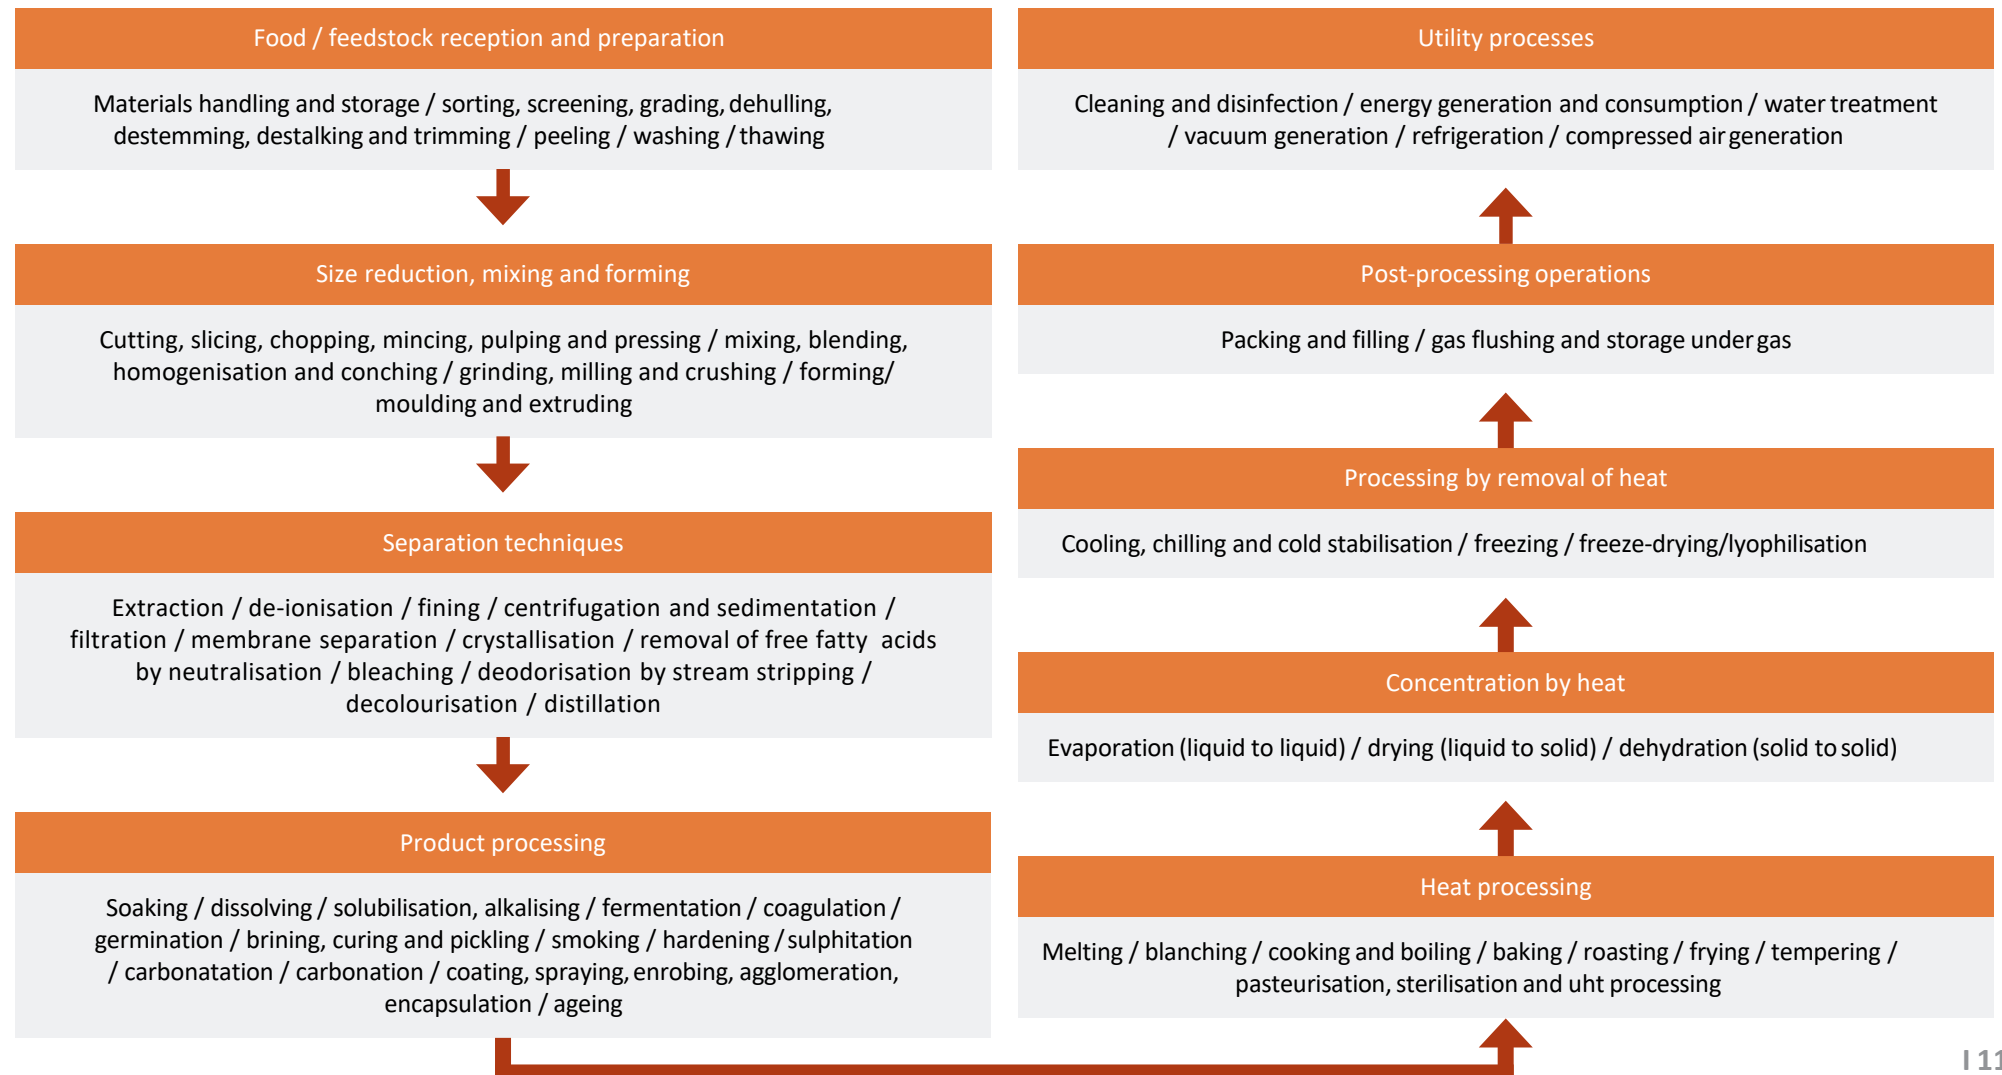 Food / feedstock reception and preparation
Materials handling and storage / sorting, screening, grading, dehulling,
destemming, destalking and trimming / peeling / washing / thawing
Size reduction, mixing and forming
Cutting, slicing, chopping, mincing, pulping and pressing / mixing, blending,
homogenisation and conching / grinding, milling and crushing / forming/
moulding and extruding
Separation techniques
Extraction / de-ionisation / fining / centrifugation and sedimentation /
filtration / membrane separation / crystallisation / removal of free fatty acids
by neutralisation / bleaching / deodorisation by stream stripping /
decolourisation / distillation
Product processing
Soaking / dissolving / solubilisation, alkalising / fermentation / coagulation /
germination / brining, curing and pickling / smoking / hardening / sulphitation
/ carbonatation / carbonation / coating, spraying, enrobing, agglomeration,
encapsulation / ageing
Utility processes
Cleaning and disinfection / energy generation and consumption / water treatment
/ vacuum generation / refrigeration / compressed air generation
Post-processing operations
Packing and filling / gas flushing and storage under gas
Processing by removal of heat
Cooling, chilling and cold stabilisation / freezing / freeze-drying/lyophilisation
Concentration by heat
Evaporation (liquid to liquid) / drying (liquid to solid) / dehydration (solid to solid)
Heat processing
Melting / blanching / cooking and boiling / baking / roasting / frying / tempering /
pasteurisation, sterilisation and uht processing
I 11